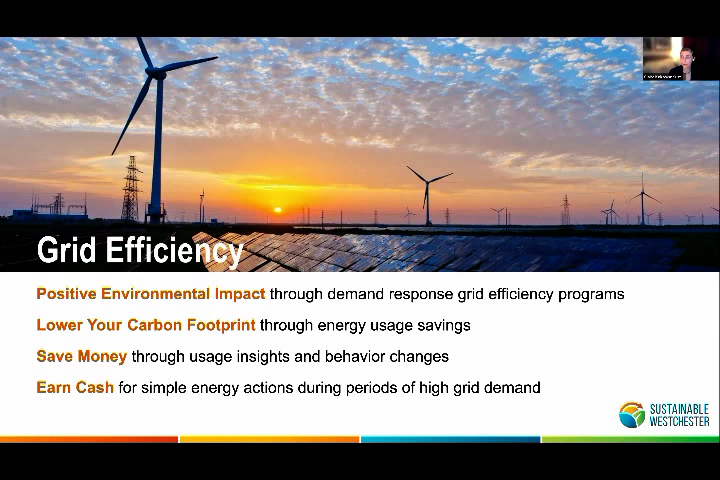 Grid Efficiency
Positive Environmental Impact through demand response grid efficiency programs
Lower Your Carbon Footprint through energy usage savings
Save Money through usage insights and behavior changes
Earn Cash for simple energy actions during periods of high grid demand
SUSTAINABLE
WESTCHESTER